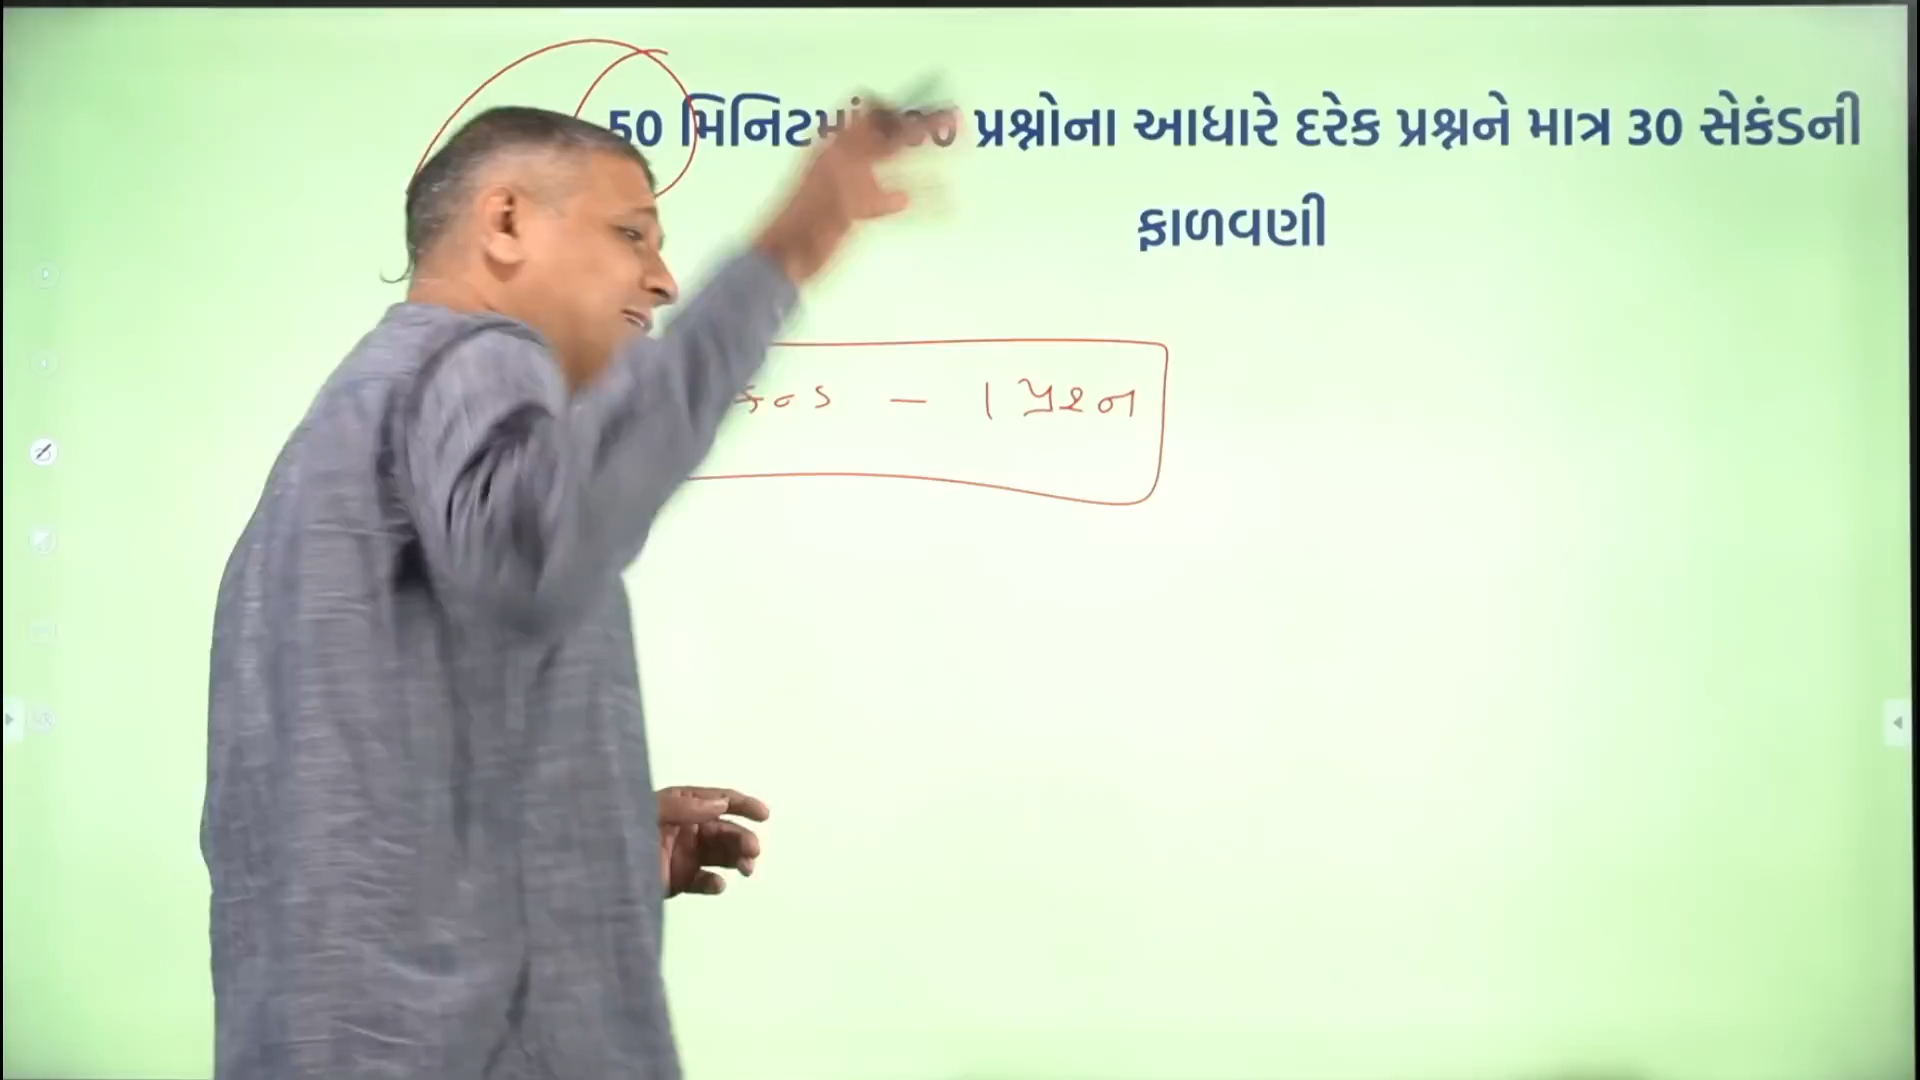 50 મિનિટમાં પ્રશ્નોના આધારે દરેક પ્રશ્નને માત્ર 30 સેકંડની
ફાળવણી
– 1 પ્રશ્ન